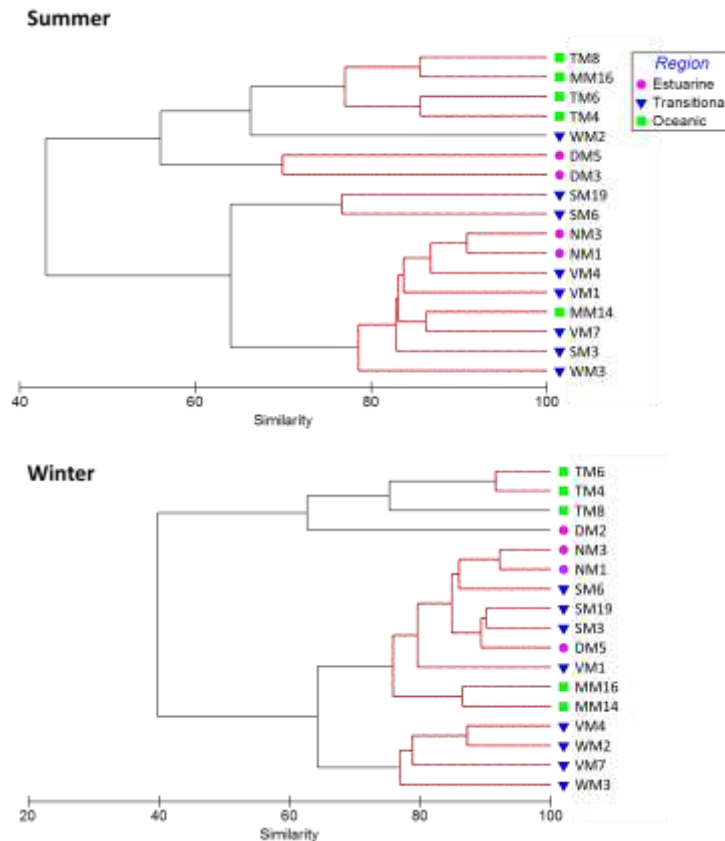 Summer
Region
Estuarine
Transitional
Oceanic
TM8
MM16
TM6
TM4
WM2
DM5
DM3
SM19
SM6
NM3
NM1
VM4
VM1
MM14
VM7
SM3
WM3
40 60 80 100
Similarity
Winter
TM6
TM4
TM8
DM2
NM3
NM1
SM6
SM19
SM3
DM5
VM1
MM16
MM14
VM4
WM2
VM7
WM3
20 40 60 80 100
Similarity